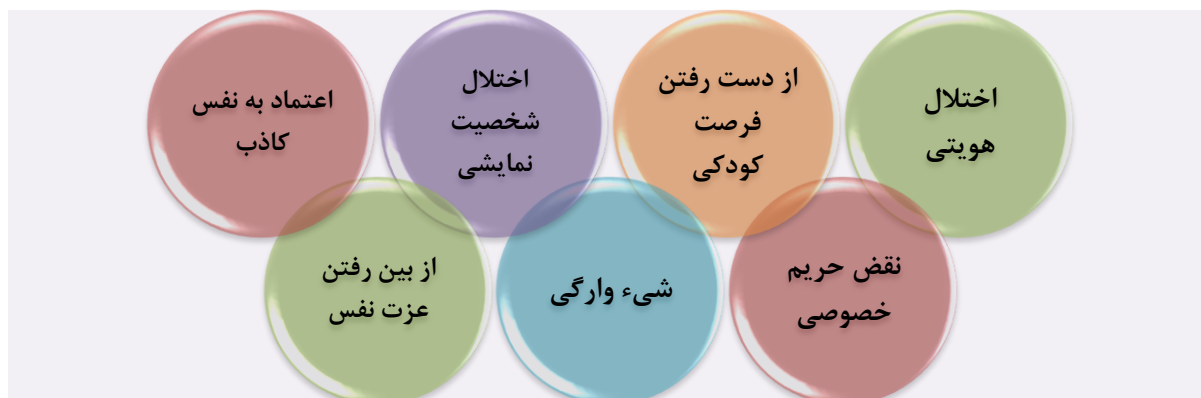 اختلال
هویتی
از دست رفتن
فرصت
کودکی
اختلال
شخصیت
نمایشی
اعتماد به نفس
کاذب
نقض حریم
خصوصی
شیء وارگی
از بین رفتن
عزت نفس